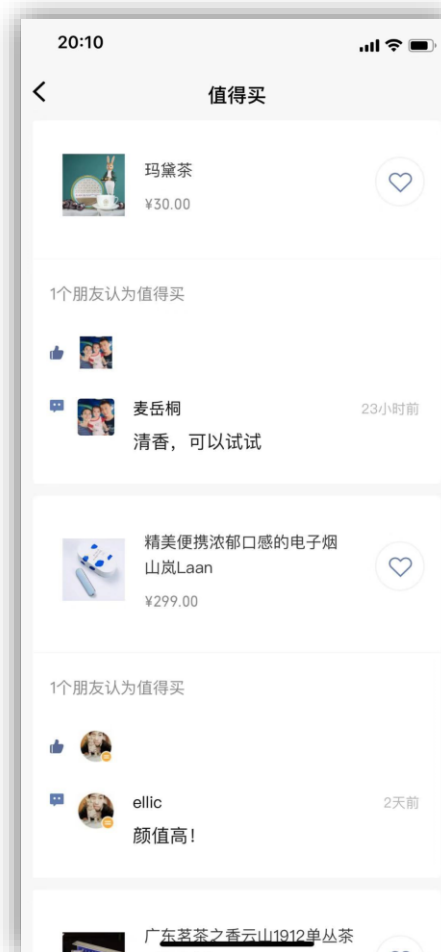 20:10
值得买
玛黛茶
¥30.00
1个朋友认为值得买
麦岳桐
23小时前
清香，可以试试
精美便携浓郁口感的电子烟
山岚Laan
¥299.00
1个朋友认为值得买
ellic
2天前
颜值高！
广东茗茶之香云山1912单丛茶